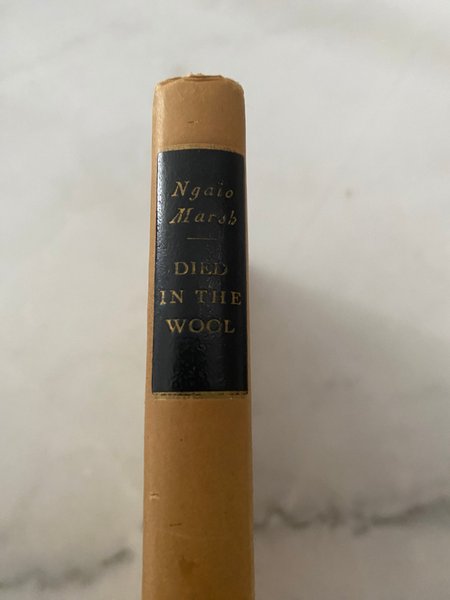 Ngaio
Marsh
DIED
IN THE
WOOL